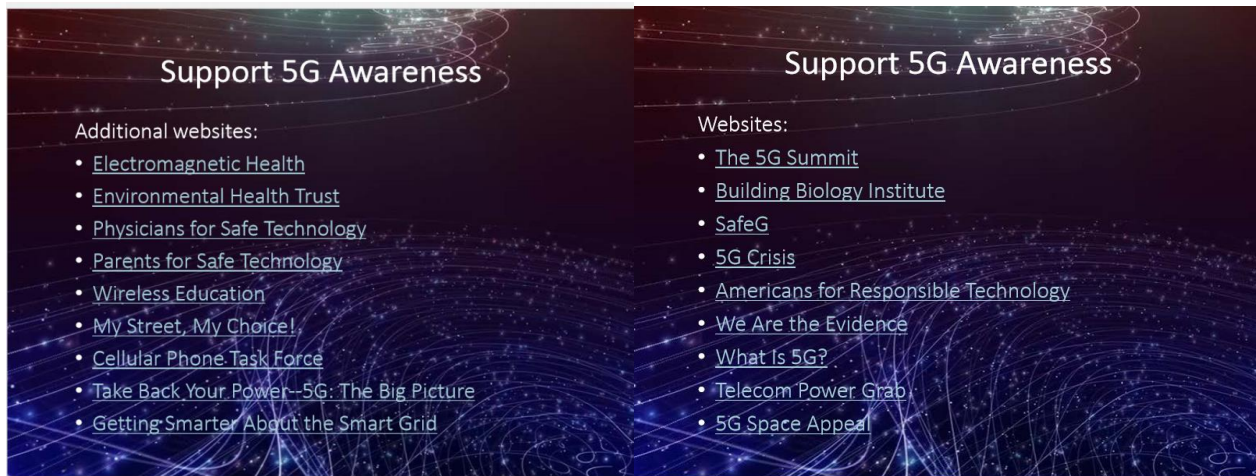 Support 5G Awareness
Additional websites:
• Electromagnetic Health
• Environmental Health Trust
• Physicians for Safe Technology
• Parents for Safe Technology
• Wireless Education
• My Street, My Choice!
• Cellular Phone Task Force
• Take Back Your Power--5G: The Big Picture
• Getting Smarter About the Smart Grid
Support 5G Awareness
Websites:
• The 5G Summit
• Building Biology Institute
• SafeG
• 5G Crisis
• Americans for Responsible Technology
• We Are the Evidence
• What Is 5G?
• Telecom Power Grab
• 5G Space Appeal